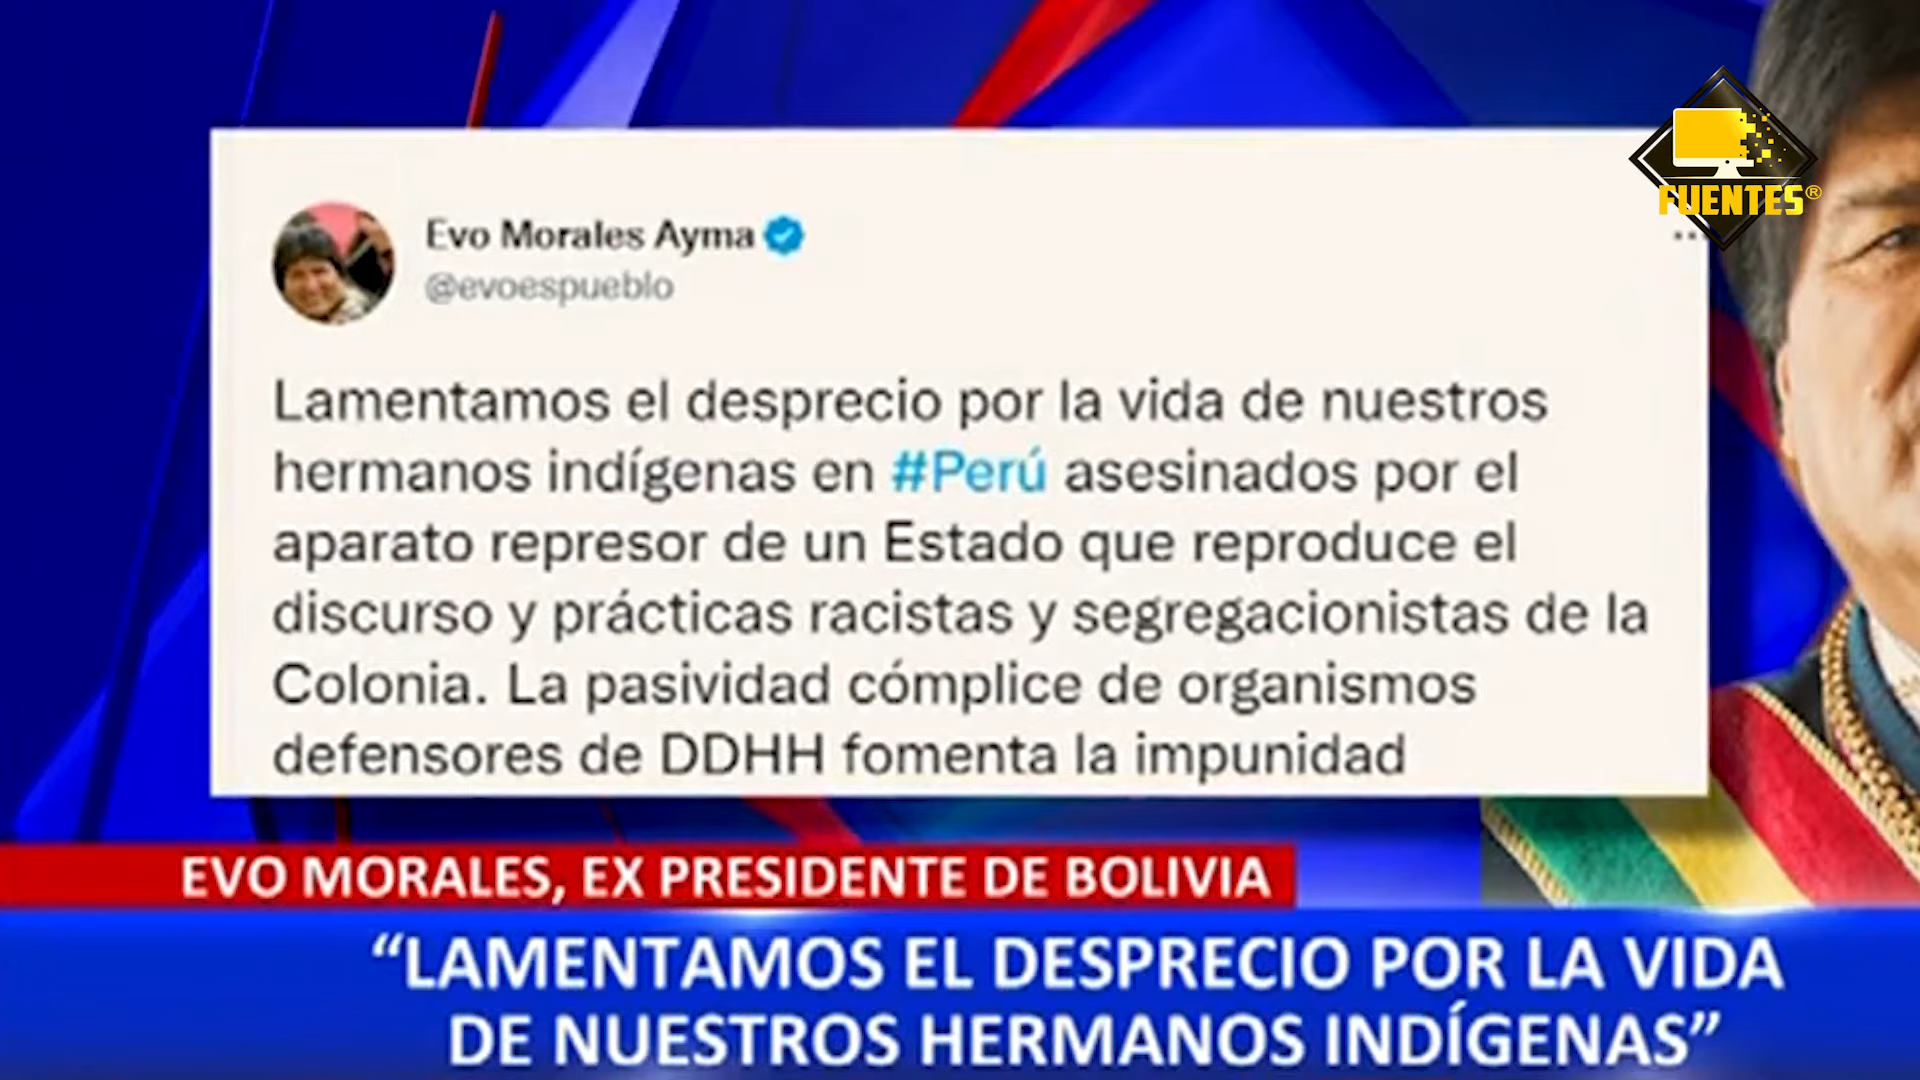 FUENTES®
Evo Morales Ayma
@evoespueblo
Lamentamos el desprecio por la vida de nuestros
hermanos indígenas en #Perú asesinados por el
aparato represor de un Estado que reproduce el
discurso y prácticas racistas y segregacionistas de la
Colonia. La pasividad cómplice de organismos
defensores de DDHH fomenta la impunidad
EVO MORALES, EX PRESIDENTE DE BOLIVIA
“LAMENTAMOS EL DESPRECIO POR LA VIDA
DE NUESTROS HERMANOS INDÍGENAS”